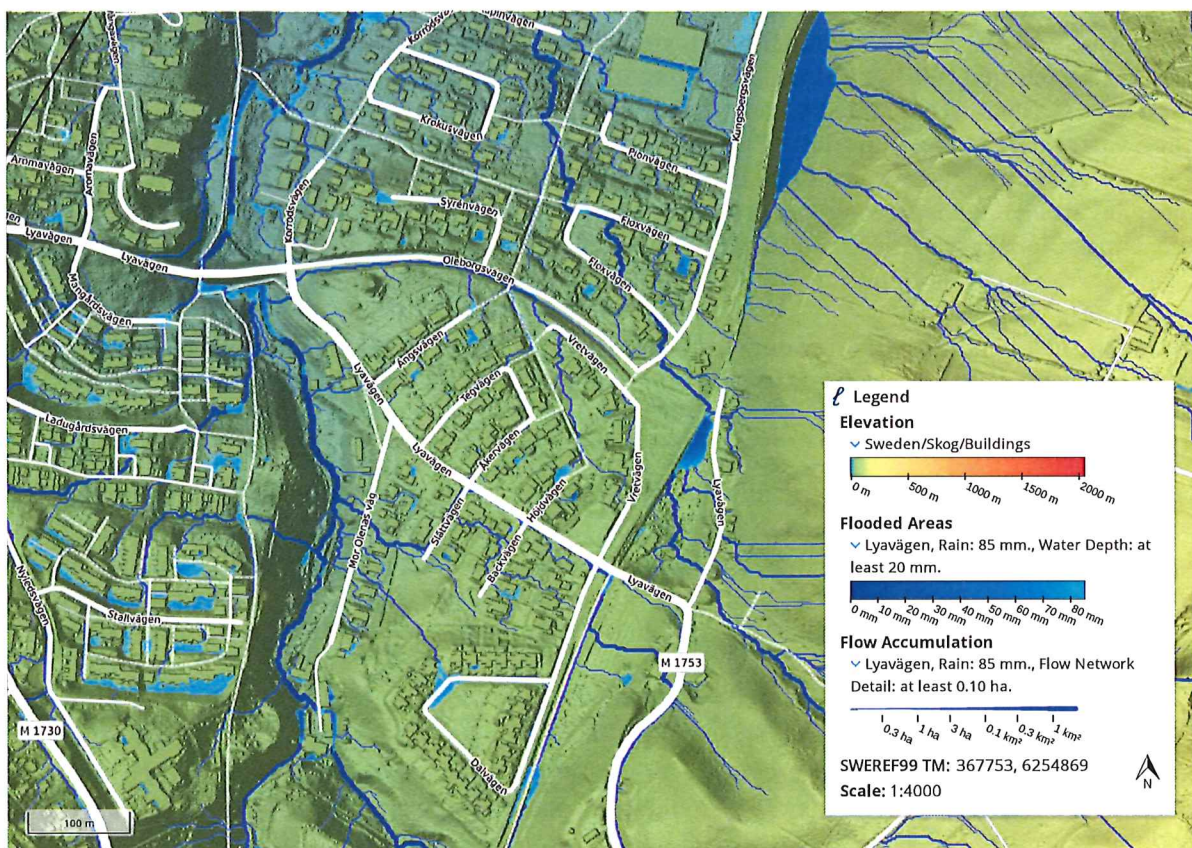 Korrodsvägen
Kungsbergsvägen
Krokusvägen
Pionvägen
Aromavägen
Aromavägen
Korrodsvägen
Syrénvägen
Floxvägen
Lyavägen
Lyavägen
Oleborgsvägen
Floxvägen
Mangårdsvägen
Ängsvägen
Vretvägen
Lyavägen
Tegvägen
Ladugårdsvägen
Åkervägen
Lyavägen
Vretvägen
Lyavägen
Mor Olenas väg
Slåttvägen
Höjdvägen
Backvägen
Lyavägen
Nyledsvägen
Stallvägen
M 1753
M 1730
Dalvägen
100 m
Legend
Elevation
Sweden/Skog/Buildings
0 m 500 m 1000 m 1500 m 2000 m
Flooded Areas
Lyavägen, Rain: 85 mm., Water Depth: at
least 20 mm.
0 mm 10 mm 20 mm 30 mm 40 mm 50 mm 60 mm 70 mm 80 mm
Flow Accumulation
Lyavägen, Rain: 85 mm., Flow Network
Detail: at least 0.10 ha.
0.3 ha 1 ha 3 ha 0.1 km² 0.3 km² 1 km²
SWEREF99 TM: 367753, 6254869
Scale: 1:4000
N